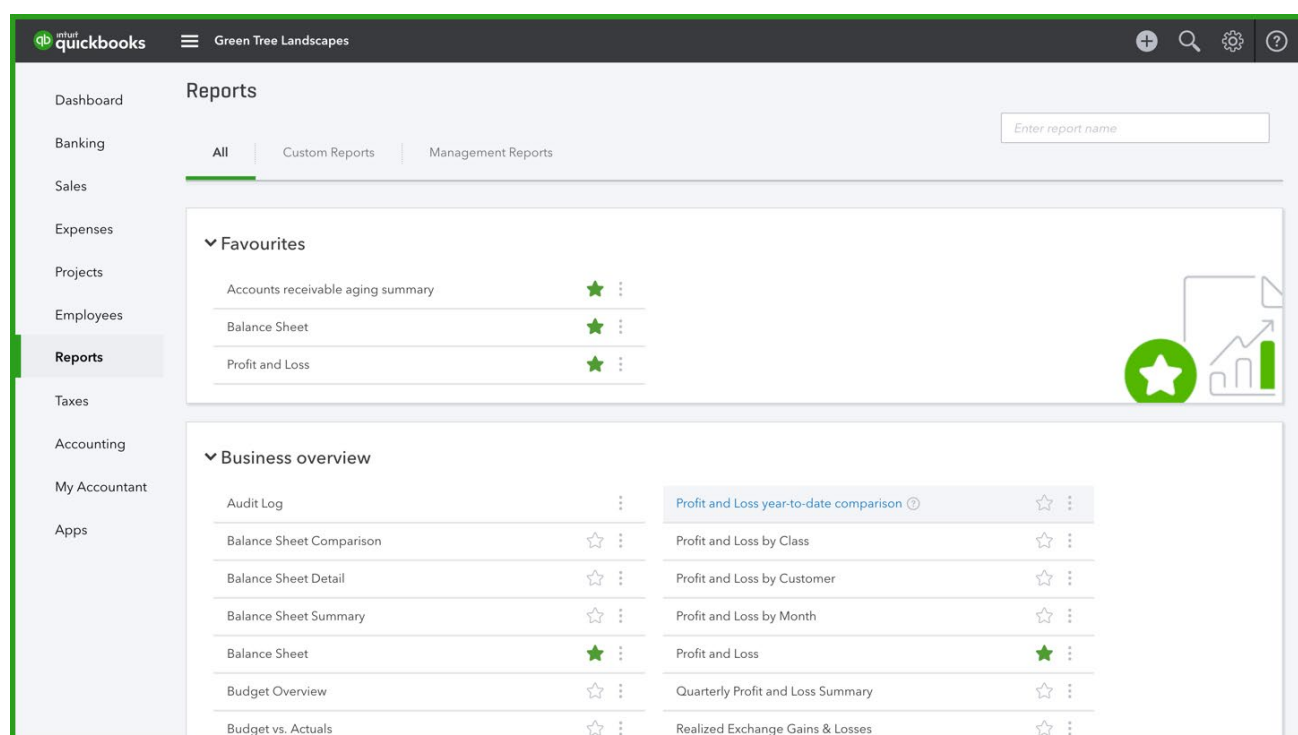 qb intuit quickbooks
Green Tree Landscapes
?
Dashboard
Banking
Sales
Expenses
Projects
Employees
Reports
Taxes
Accounting
My Accountant
Apps
Reports
Enter report name
All
Custom Reports
Management Reports
Favourites
Accounts receivable aging summary
Balance Sheet
Profit and Loss
Business overview
Audit Log
Balance Sheet Comparison
Balance Sheet Detail
Balance Sheet Summary
Balance Sheet
Budget Overview
Budget vs. Actuals
Profit and Loss year-to-date comparison ?
Profit and Loss by Class
Profit and Loss by Customer
Profit and Loss by Month
Profit and Loss
Quarterly Profit and Loss Summary
Realized Exchange Gains & Losses